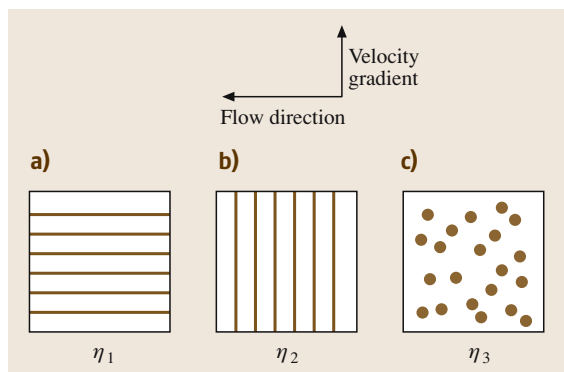 Velocity
gradient
Flow direction
a)
b)
c)
η1
η2
η3